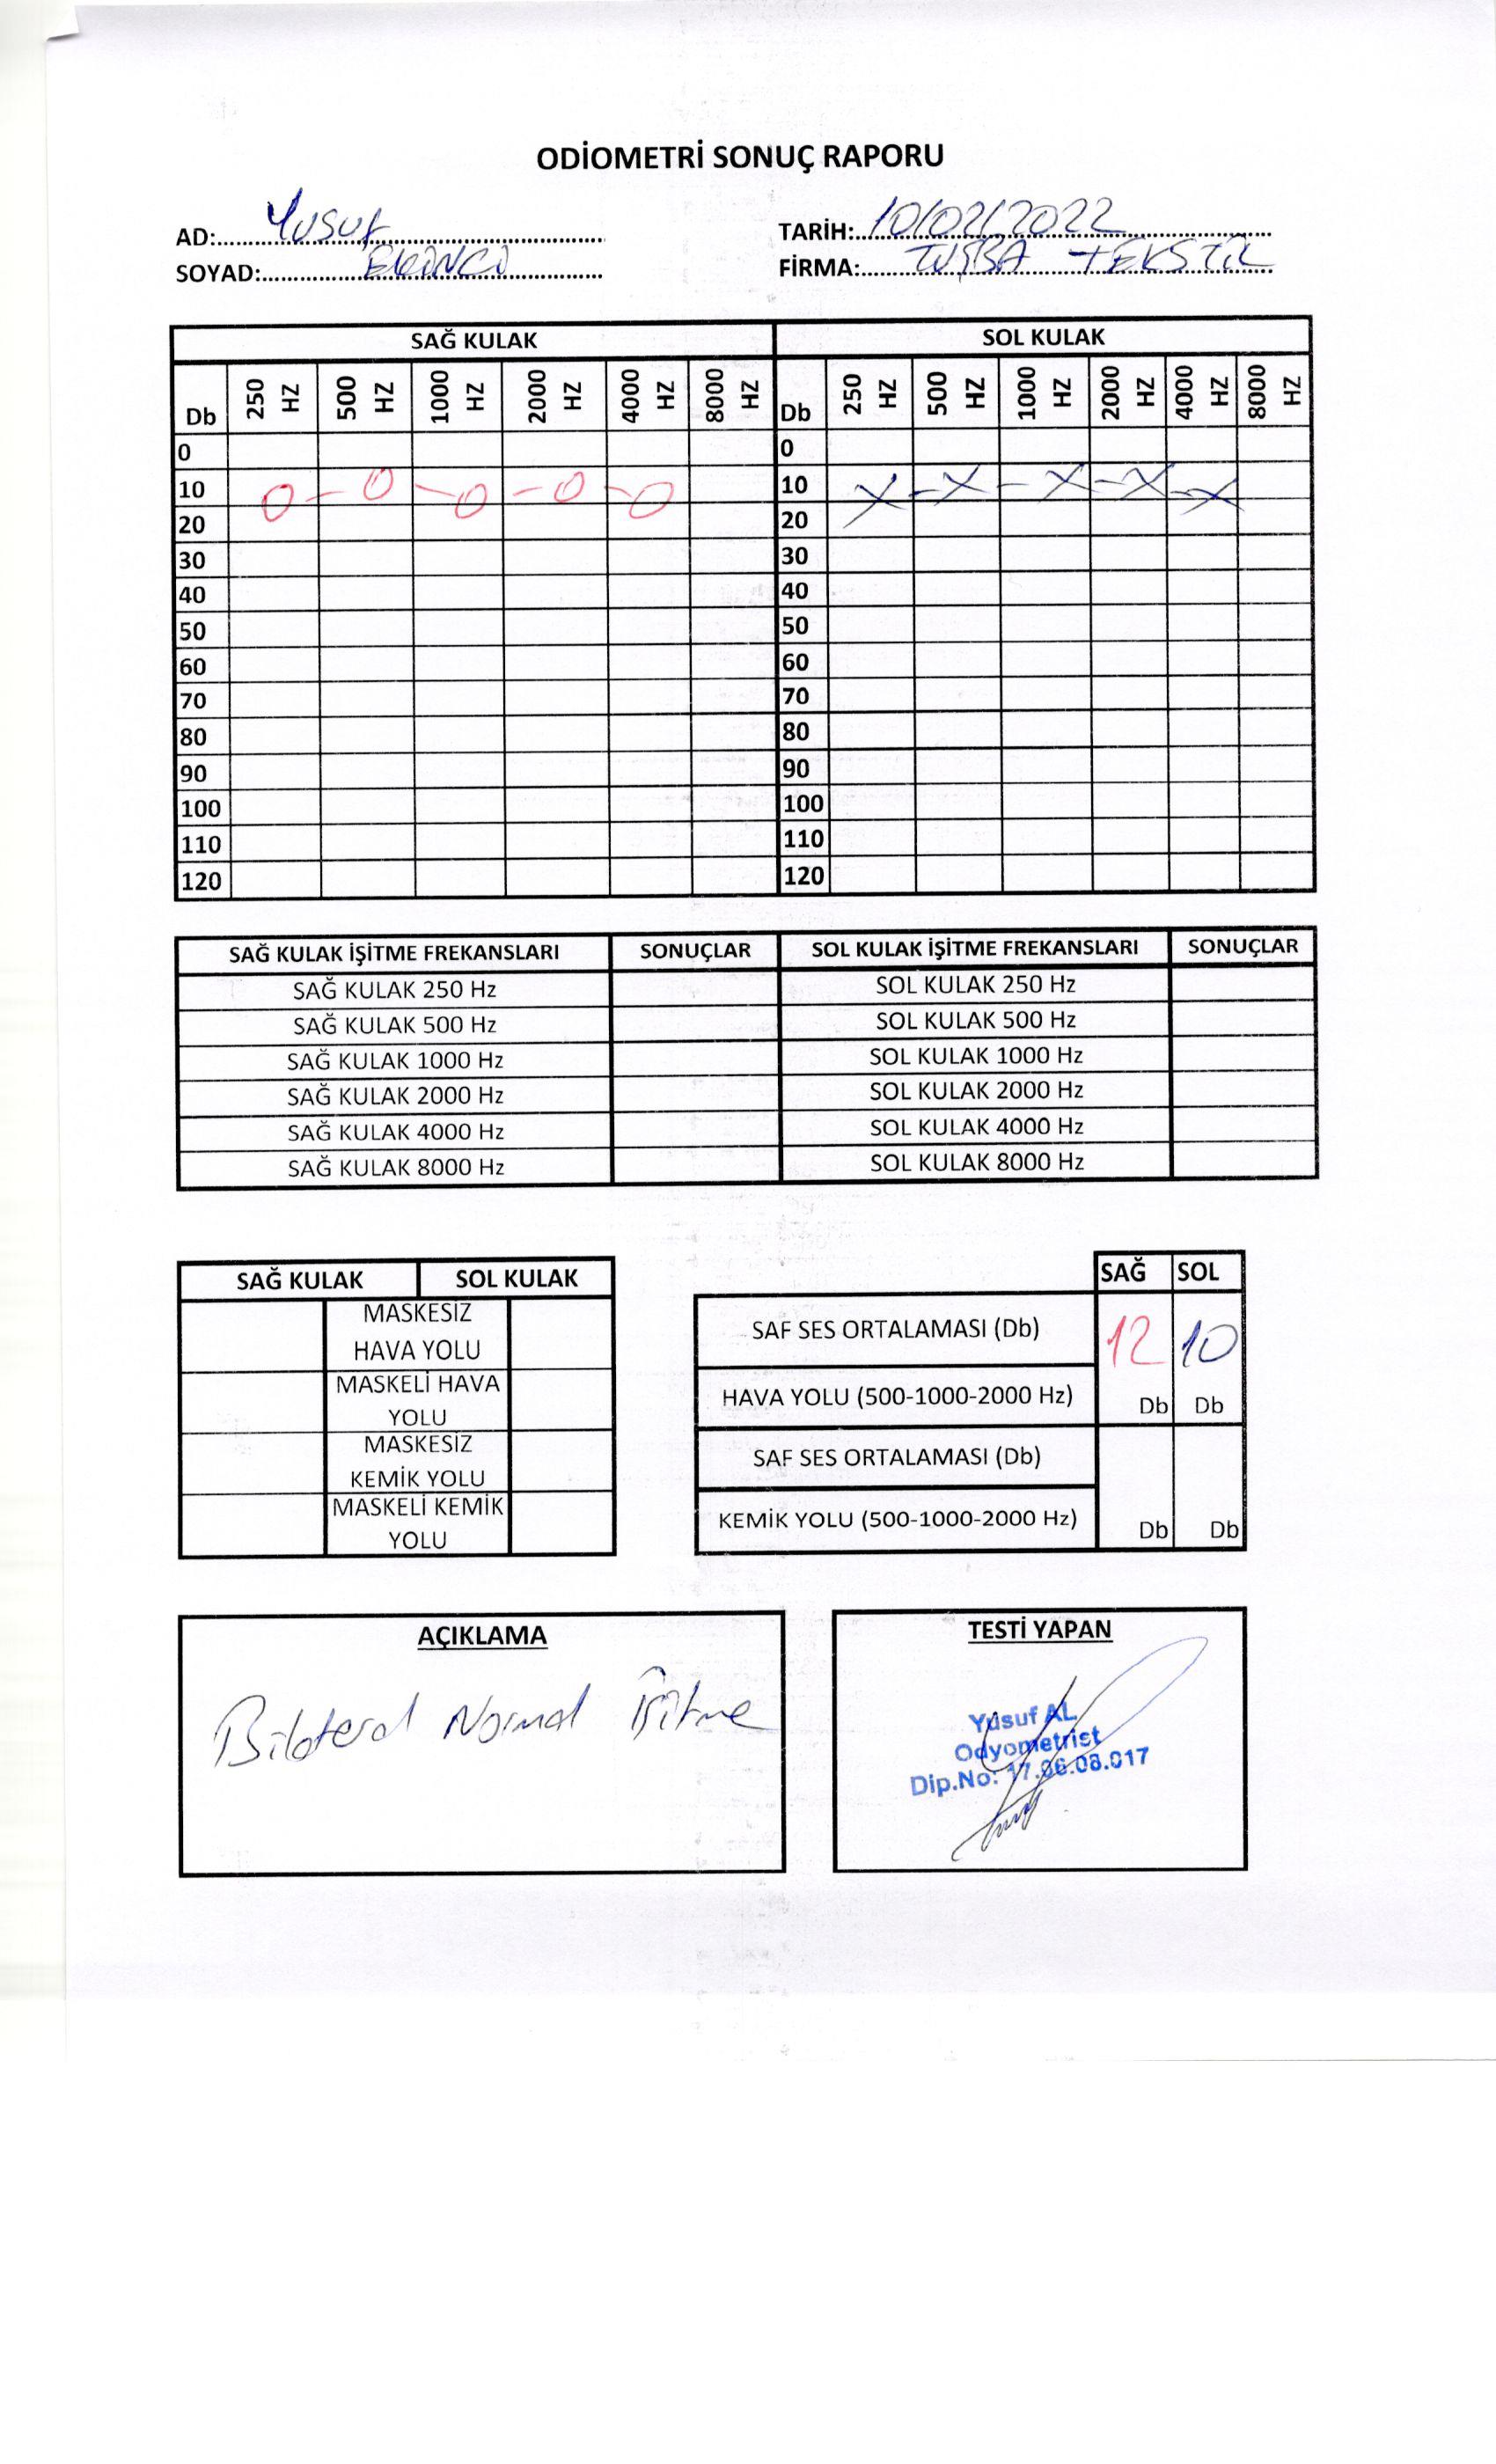 ODİOMETRİ SONUÇ RAPORU
AD: Yusuf
TARİH: 10/02/2022
SOYAD: EKİNCİ
FİRMA: TUŞBA TEKSTİL
SAĞ KULAK SOL KULAK
Db 250 HZ 500 HZ 1000 HZ 2000 HZ 4000 HZ 8000 HZ Db 250 HZ 500 HZ 1000 HZ 2000 HZ 4000 HZ 8000 HZ
0 0
10 10
20 20
30 30
40 40
50 50
60 60
70 70
80 80
90 90
100 100
110 110
120 120
SAĞ KULAK İŞİTME FREKANSLARI SONUÇLAR SOL KULAK İŞİTME FREKANSLARI SONUÇLAR
SAĞ KULAK 250 Hz SOL KULAK 250 Hz
SAĞ KULAK 500 Hz SOL KULAK 500 Hz
SAĞ KULAK 1000 Hz SOL KULAK 1000 Hz
SAĞ KULAK 2000 Hz SOL KULAK 2000 Hz
SAĞ KULAK 4000 Hz SOL KULAK 4000 Hz
SAĞ KULAK 8000 Hz SOL KULAK 8000 Hz
SAĞ KULAK SOL KULAK
MASKESİZ
HAVA YOLU
MASKELİ HAVA
YOLU
MASKESİZ
KEMİK YOLU
MASKELİ KEMİK
YOLU
SAĞ SOL
SAF SES ORTALAMASI (Db) 12 10
HAVA YOLU (500-1000-2000 Hz) Db Db
SAF SES ORTALAMASI (Db)
KEMİK YOLU (500-1000-2000 Hz) Db Db
AÇIKLAMA
Bilateral Normal İşitme
TESTİ YAPAN
Yusuf AL
Odyometrist
Dip.No: 17.06.08.017